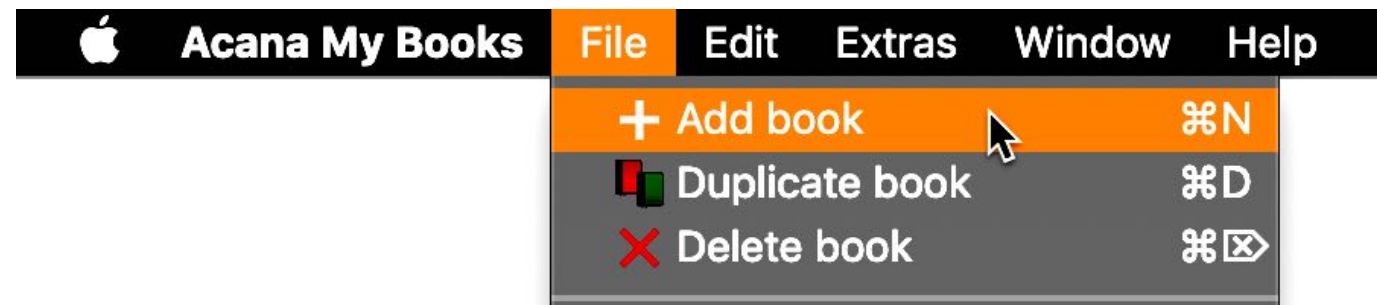 Acana My Books File Edit Extras Window Help
Add book ⌘N
Duplicate book ⌘D
Delete book ⌘⌦